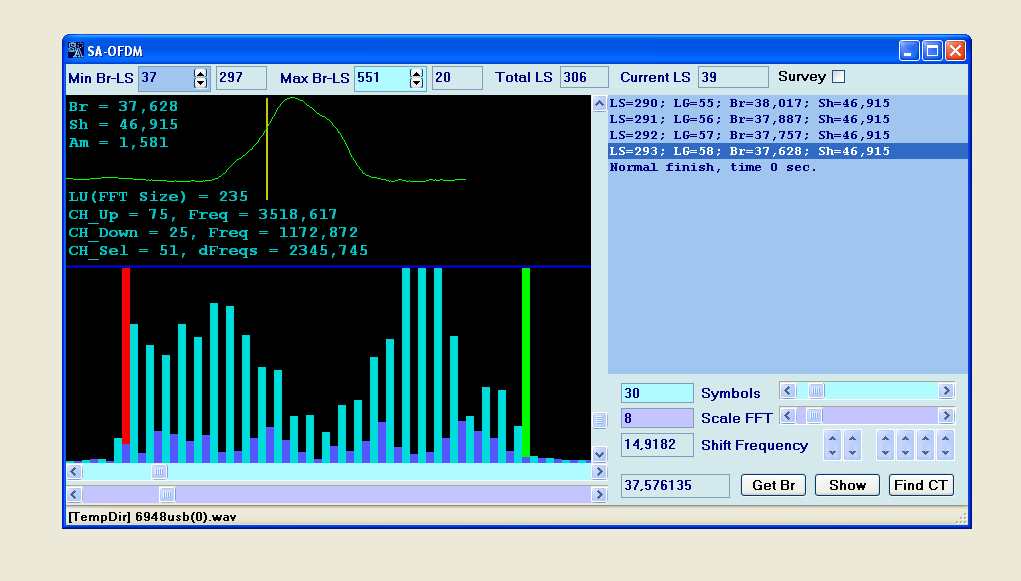 SA-OFDM
Min Br-LS 37 297 Max Br-LS 551 20 Total LS 306 Current LS 39 Survey
Br = 37,628
Sh = 46,915
Am = 1,581
LU(FFT Size) = 235
CH_Up = 75, Freq = 3518,617
CH_Down = 25, Freq = 1172,872
CH_Sel = 51, dFreqs = 2345,745
LS=290; LG=55; Br=38,017; Sh=46,915
LS=291; LG=56; Br=37,887; Sh=46,915
LS=292; LG=57; Br=37,757; Sh=46,915
LS=293; LG=58; Br=37,628; Sh=46,915
Normal finish, time 0 sec.
30 Symbols
8 Scale FFT
14,9182 Shift Frequency
37,576135 Get Br Show Find CT
[TempDir] 6948usb(0).wav